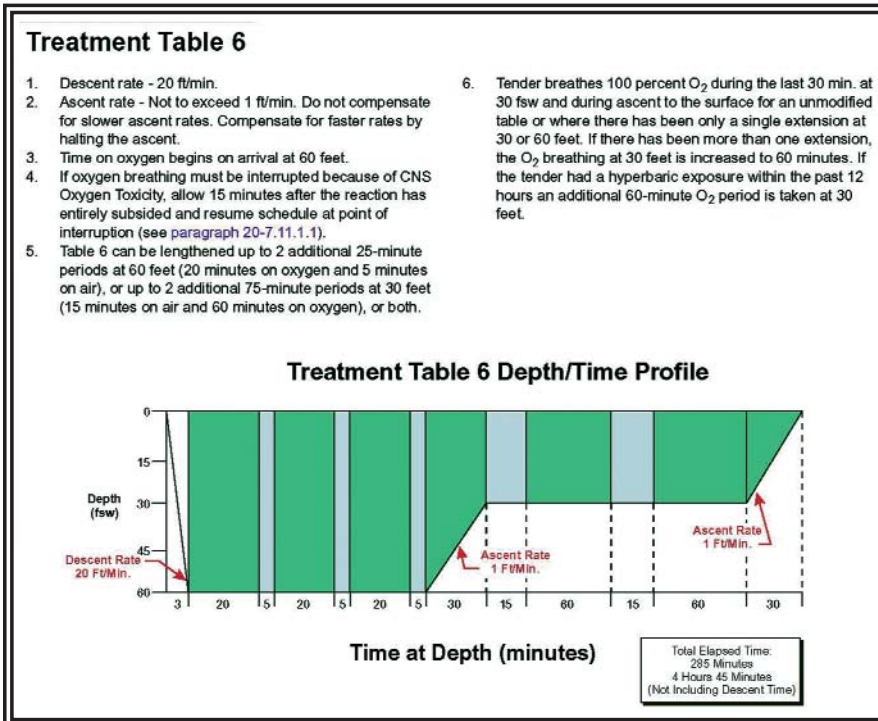 Treatment Table 6
1. Descent rate - 20 ft/min.
2. Ascent rate - Not to exceed 1 ft/min. Do not compensate
for slower ascent rates. Compensate for faster rates by
halting the ascent.
3. Time on oxygen begins on arrival at 60 feet.
4. If oxygen breathing must be interrupted because of CNS
Oxygen Toxicity, allow 15 minutes after the reaction has
entirely subsided and resume schedule at point of
interruption (see paragraph 20-7.11.1.1).
5. Table 6 can be lengthened up to 2 additional 25-minute
periods at 60 feet (20 minutes on oxygen and 5 minutes
on air), or up to 2 additional 75-minute periods at 30 feet
(15 minutes on air and 60 minutes on oxygen), or both.
6. Tender breathes 100 percent O2 during the last 30 min. at
30 fsw and during ascent to the surface for an unmodified
table or where there has been only a single extension at
30 or 60 feet. If there has been more than one extension,
the O2 breathing at 30 feet is increased to 60 minutes. If
the tender had a hyperbaric exposure within the past 12
hours an additional 60-minute O2 period is taken at 30
feet.
Treatment Table 6 Depth/Time Profile
0
15
Depth
(fsw)
30
45
60
Descent Rate
20 Ft/Min.
Ascent Rate
1 Ft/Min.
Ascent Rate
1 Ft/Min.
3 20 5 20 5 20 5 30 15 60 15 60 30
Time at Depth (minutes)
Total Elapsed Time:
285 Minutes
4 Hours 45 Minutes
(Not Including Descent Time)